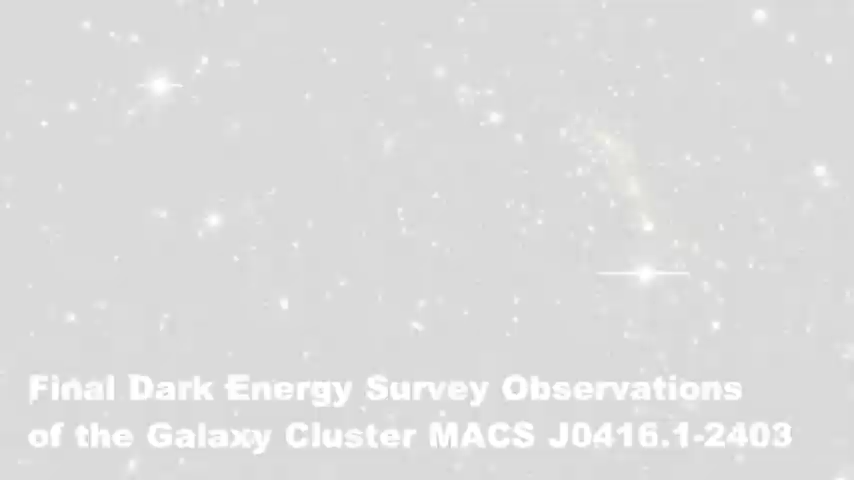 Final Dark Energy Survey Observations
of the Galaxy Cluster MACS J0416.1-2403